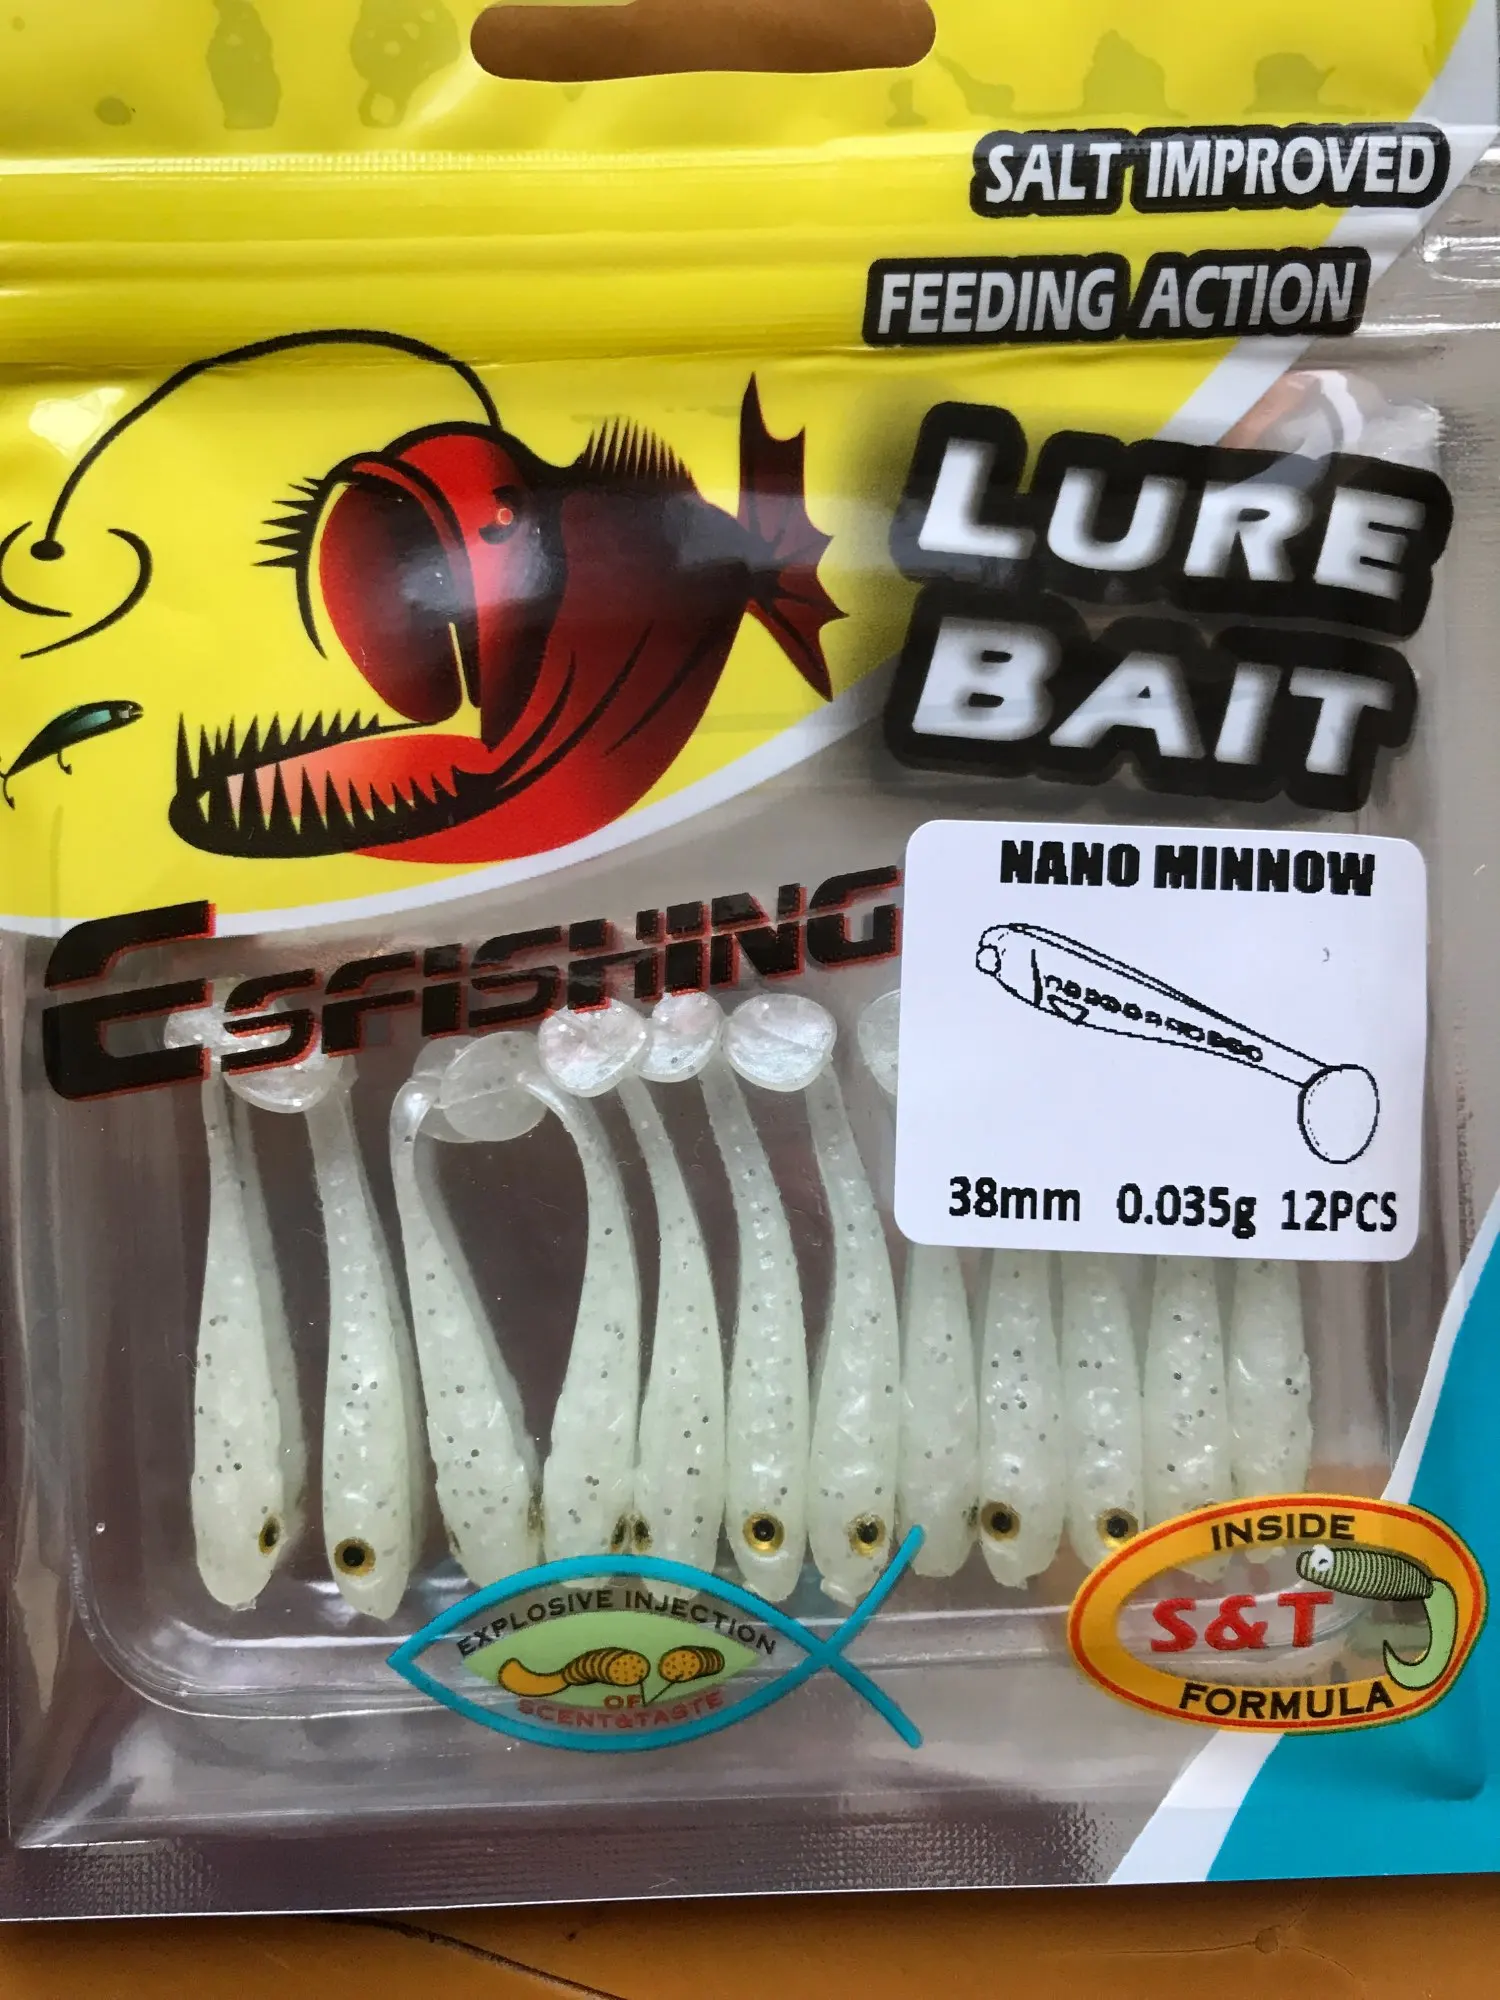 SALT IMPROVED
FEEDING ACTION
LURE
BAIT
ESFISHING
NANO MINNOW
38mm 0.035g 12PCS
EXPLOSIVE INJECTION
OF
SCENT&TASTE
INSIDE
S&T
FORMULA